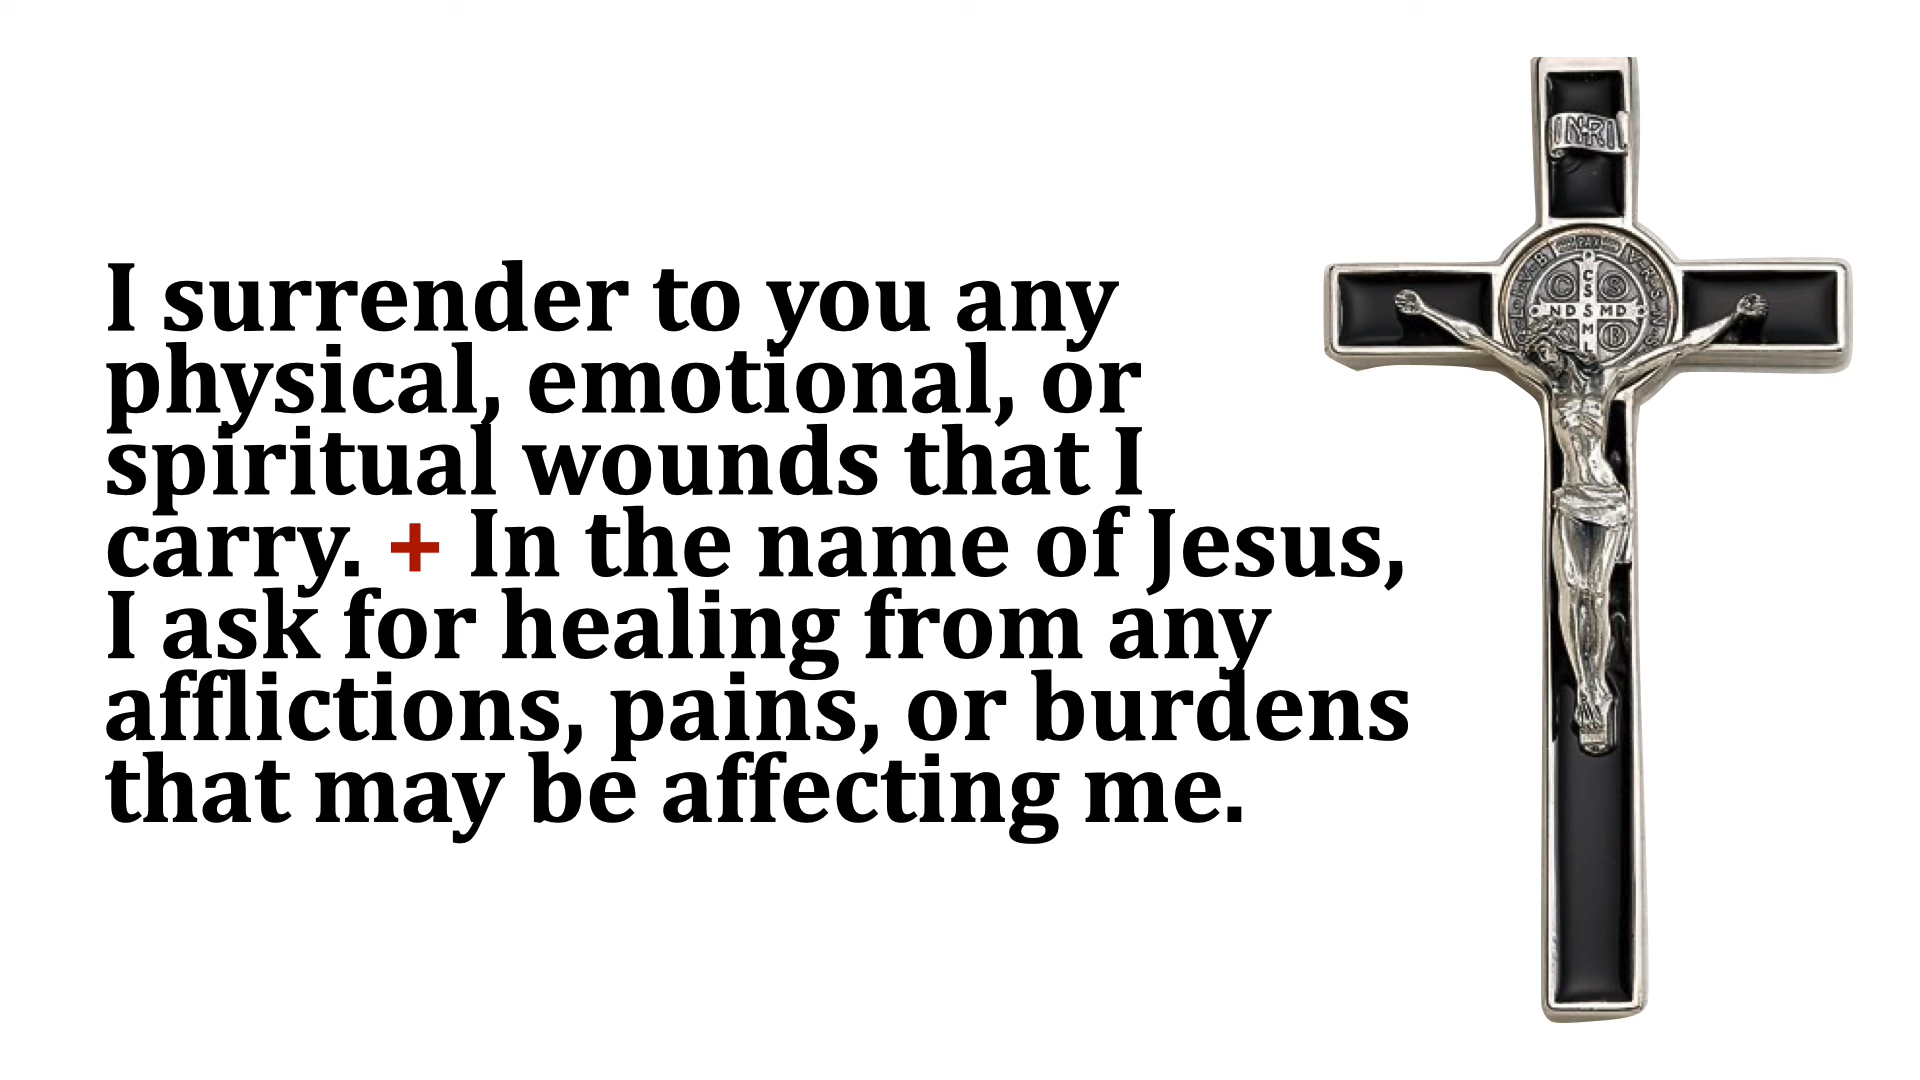 I surrender to you any
physical, emotional, or
spiritual wounds that I
carry. + In the name of Jesus,
I ask for healing from any
afflictions, pains, or burdens
that may be affecting me.
INRI
C S
C
S
N D S M D
M
L
B